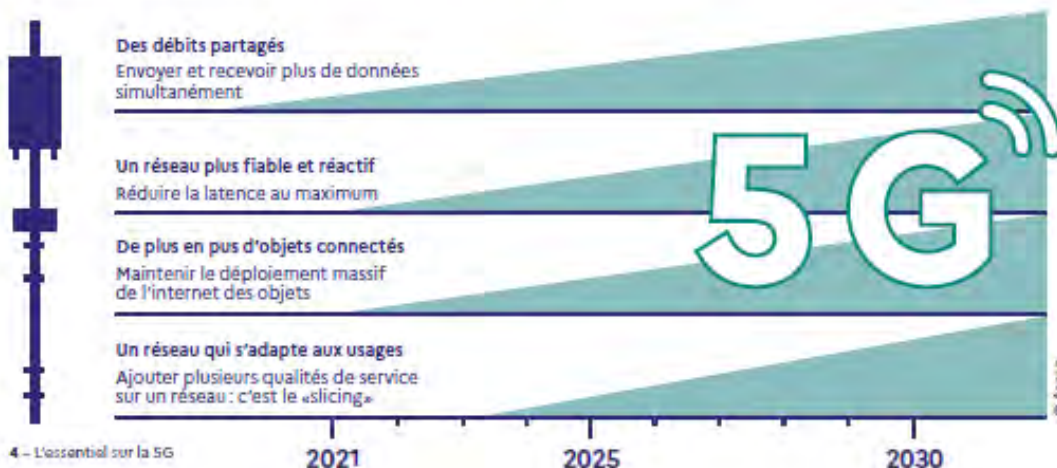 Des débits partagés
Envoyer et recevoir plus de données
simultanément
Un réseau plus fiable et réactif
Réduire la latence au maximum
5G
De plus en pus d'objets connectés
Maintenir le déploiement massif
de l'internet des objets
Un réseau qui s'adapte aux usages
Ajouter plusieurs qualités de service
sur un réseau : c'est le «slicing»
2021 2025 2030
4 – L'essentiel sur la 5G